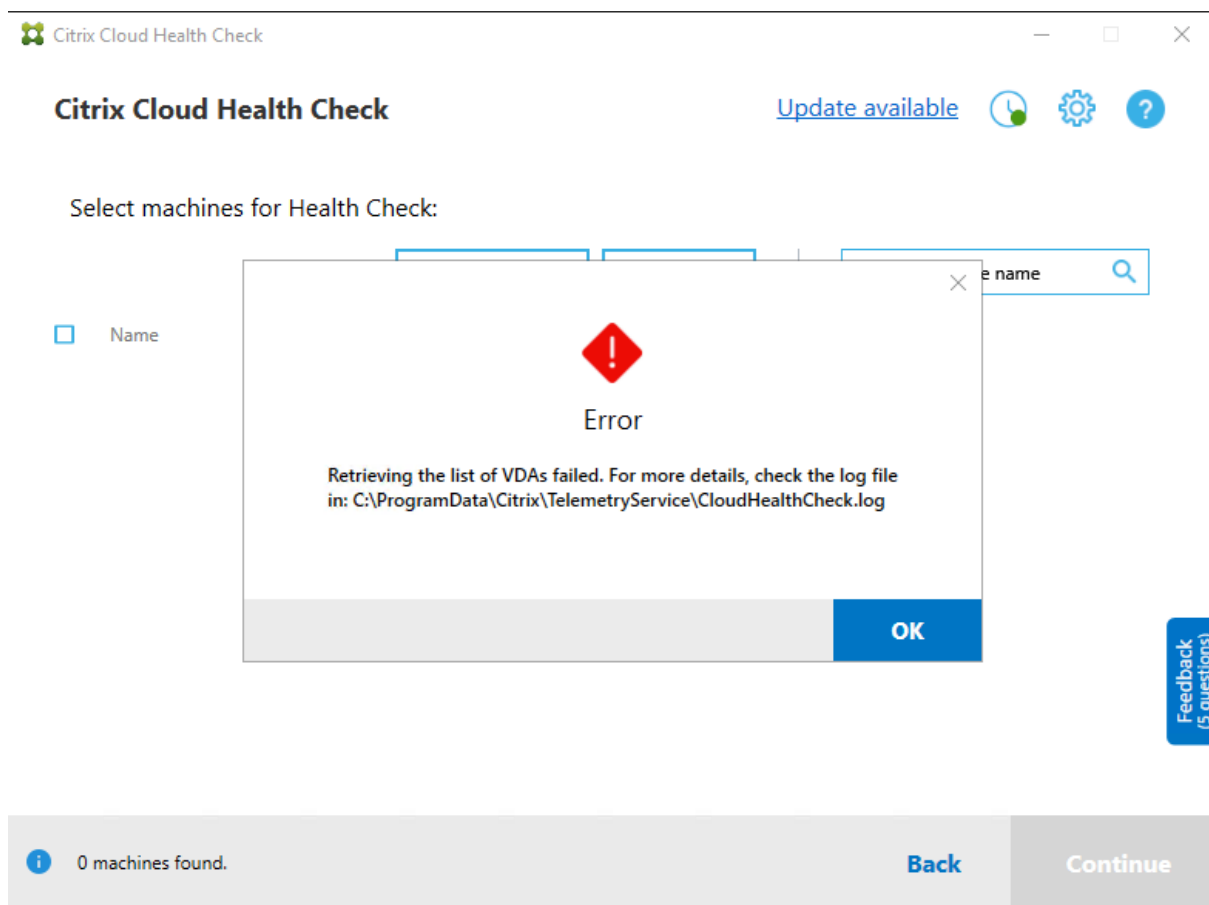 Citrix Cloud Health Check
Citrix Cloud Health Check
Update available
?
Select machines for Health Check:
name
Name
Error
Retrieving the list of VDAs failed. For more details, check the log file
in: C:\ProgramData\Citrix\TelemetryService\CloudHealthCheck.log
OK
Feedback
(5 questions)
0 machines found.
Back
Continue